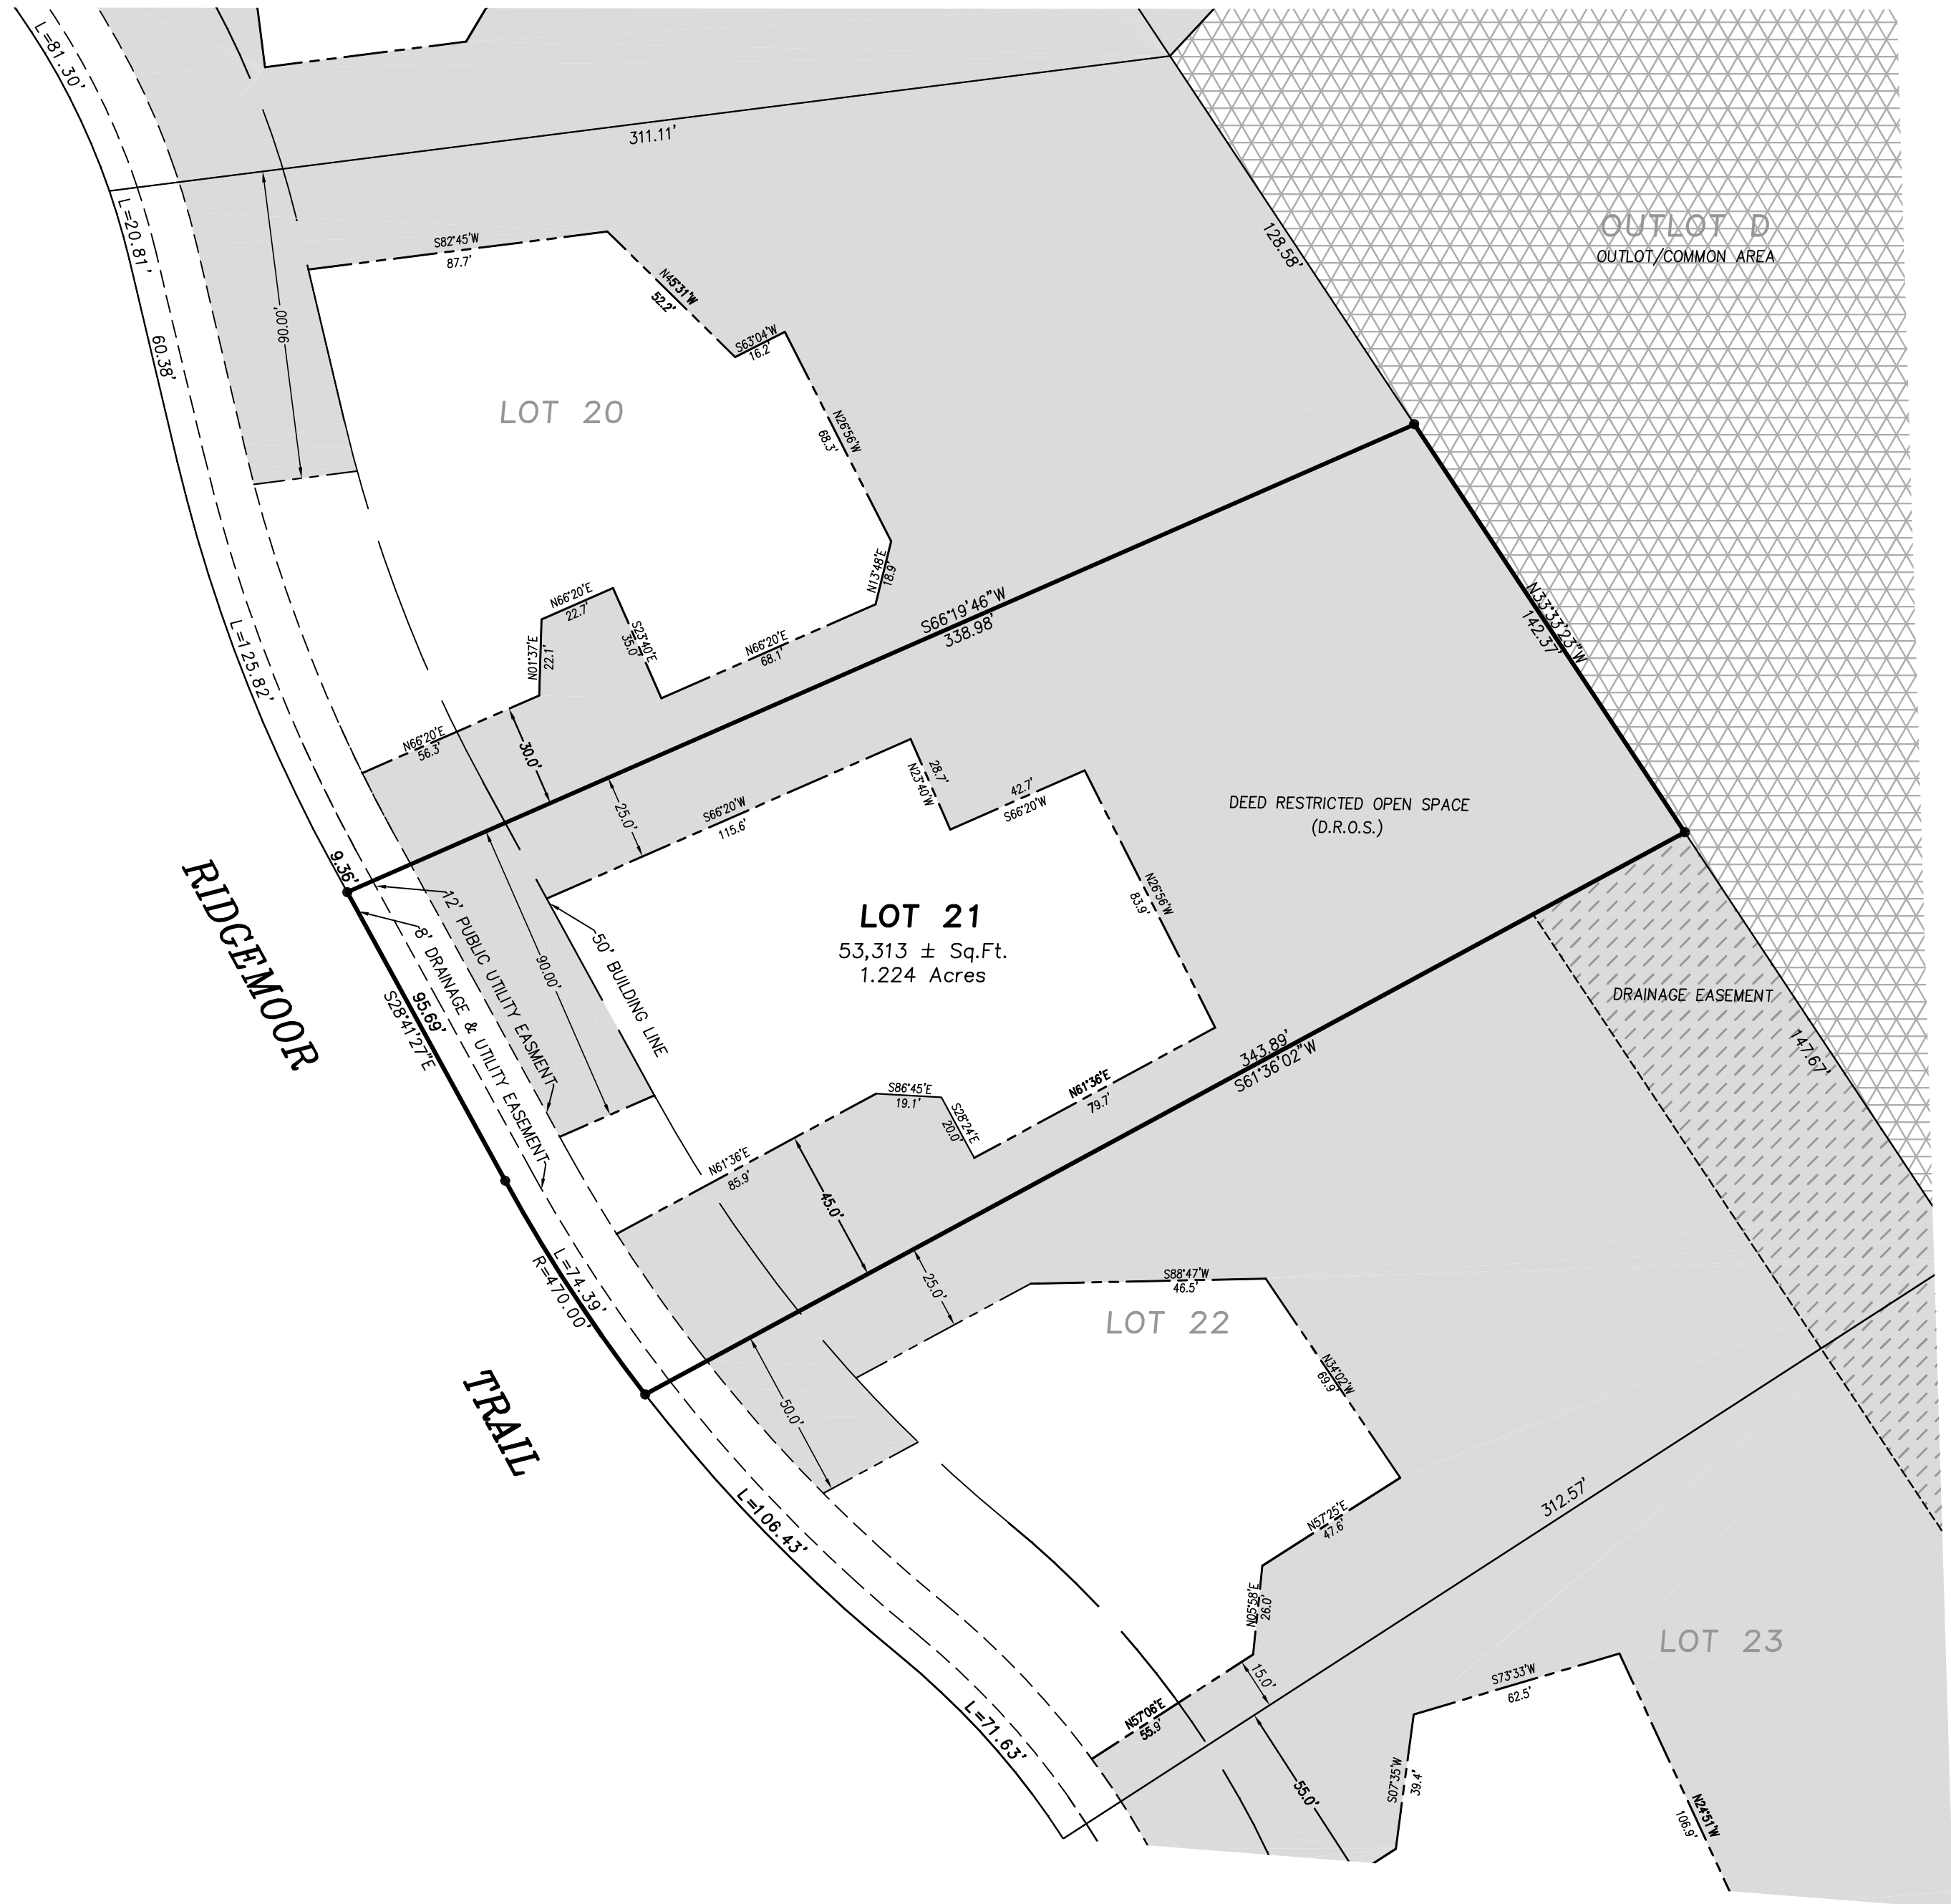 L=81.30'
311.11'
OUTLOT D
OUTLOT/COMMON AREA
128.58'
L=20.81'
S82°45'W
87.7'
N45°31'W
52.2'
S63°04'W
16.2'
90.00'
60.38'
LOT 20
N26°56'W
68.3'
N13°48'E
18.9'
N66°20'E
22.7'
S23°40'E
35.0'
N01°37'E
22.1'
N66°20'E
68.1'
S66°19'46"W
338.98'
N33°33'23"W
142.37'
L=125.82'
N66°20'E
56.3'
30.0'
25.0'
S66°20'W
115.6'
28.7'
N23°40'W
42.7'
S66°20'W
DEED RESTRICTED OPEN SPACE
(D.R.O.S.)
9.36'
RIDGEMOOR
12' PUBLIC UTILITY EASMENT
8' DRAINAGE & UTILITY EASEMENT
90.00'
50' BUILDING LINE
LOT 21
53,313 ± Sq.Ft.
1.224 Acres
N26°56'W
83.9'
95.69'
S28°41'27"E
DRAINAGE EASEMENT
147.67'
343.89'
S61°36'02"W
S86°45'E
19.1'
S28°24'E
20.0'
N61°36'E
79.7'
N61°36'E
85.9'
45.0'
25.0'
L=74.39'
R=470.00'
S88°47'W
46.5'
LOT 22
N34°02'W
69.9'
TRAIL
50.0'
L=106.43'
N57°25'E
47.6'
312.57'
N05°58'E
26.0'
LOT 23
15.0'
N57°06'E
55.9'
S73°33'W
62.5'
L=71.63'
55.0'
S07°35'W
39.4'
N24°51'W
106.9'